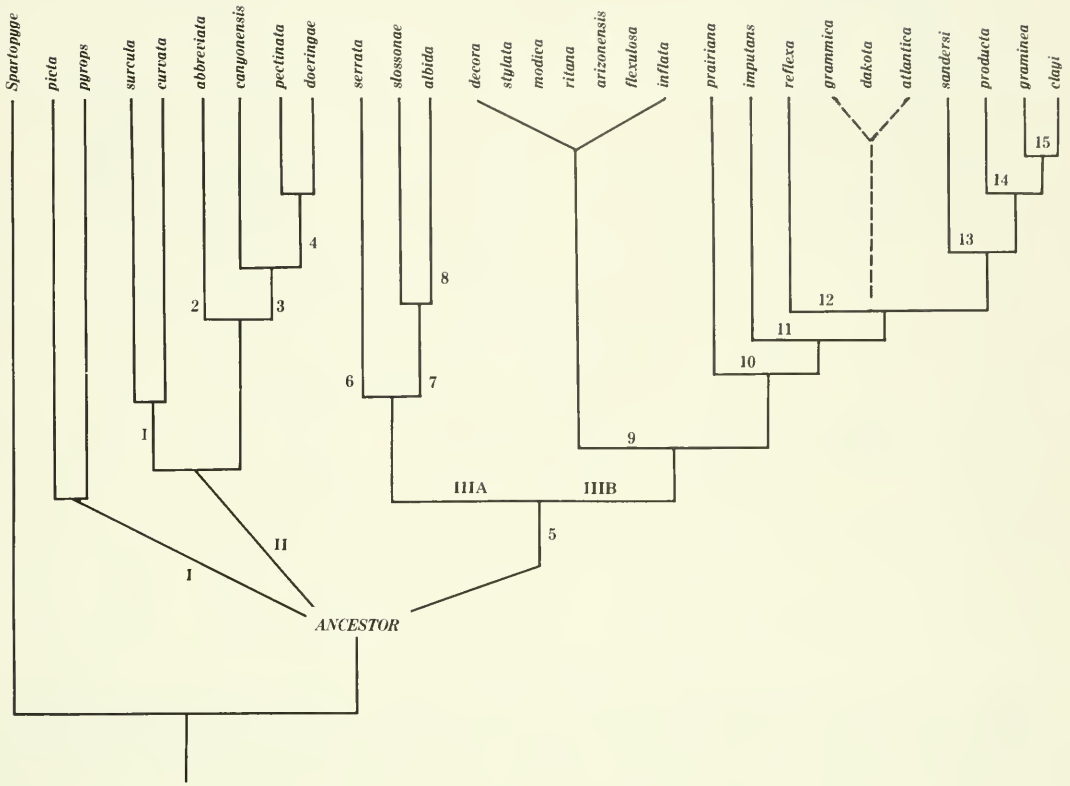 Spartopyge
picta
pyrops
surcula
curvata
abbreviata
canyonensis
pectinata
doeringae
serrata
slossonae
albida
decora
stylata
modica
ritana
arizonensis
flexulosa
inflata
prairiana
imputans
reflexa
graminea
dakota
atlantica
sandersi
producta
graminea
clayi
15
14
4
13
8
2
3
12
11
6
7
10
I
9
IIIA
IIIB
5
II
I
ANCESTOR